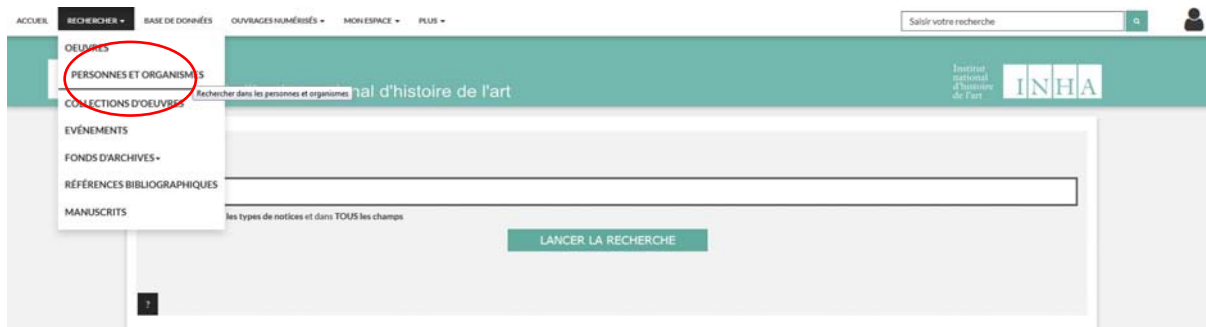 ACCUEIL RECHERCHER BASE DE DONNÉES OUVRAGES NUMÉRISÉS MON ESPACE PLUS Saisir votre recherche
OEUVRES
PERSONNES ET ORGANISMES
Rechercher dans les personnes et organismes
nal d'histoire de l'art
Institut
national
d'histoire
de l'art
INHA
COLLECTIONS D'OEUVRES
EVÉNEMENTS
FONDS D'ARCHIVES
RÉFÉRENCES BIBLIOGRAPHIQUES
MANUSCRITS
les types de notices et dans TOUS les champs
LANCER LA RECHERCHE
?